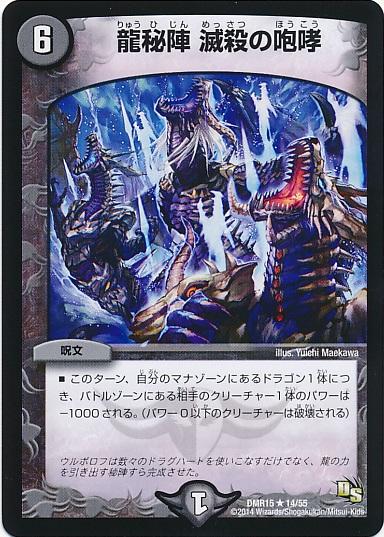 6
りゅう ひ じん めっさつ ほうこう
龍秘陣 滅殺の咆哮
illus. Yuichi Maekawa
呪文
じぶん
■ このターン、自分のマナゾーンにあるドラゴン1体につ
あいて
き、バトルゾーンにある相手のクリーチャー1体のパワーは
-1000される。(パワー0以下のクリーチャーは破壊される)
ウルボロフは数々のドラグハートを使いこなすだけでなく、龍の力
を引き出す秘陣すら完成させた。
1
DS
DMR15 ★ 14/55
©2014 Wizards/Shogakukan/Mitsui-Kids